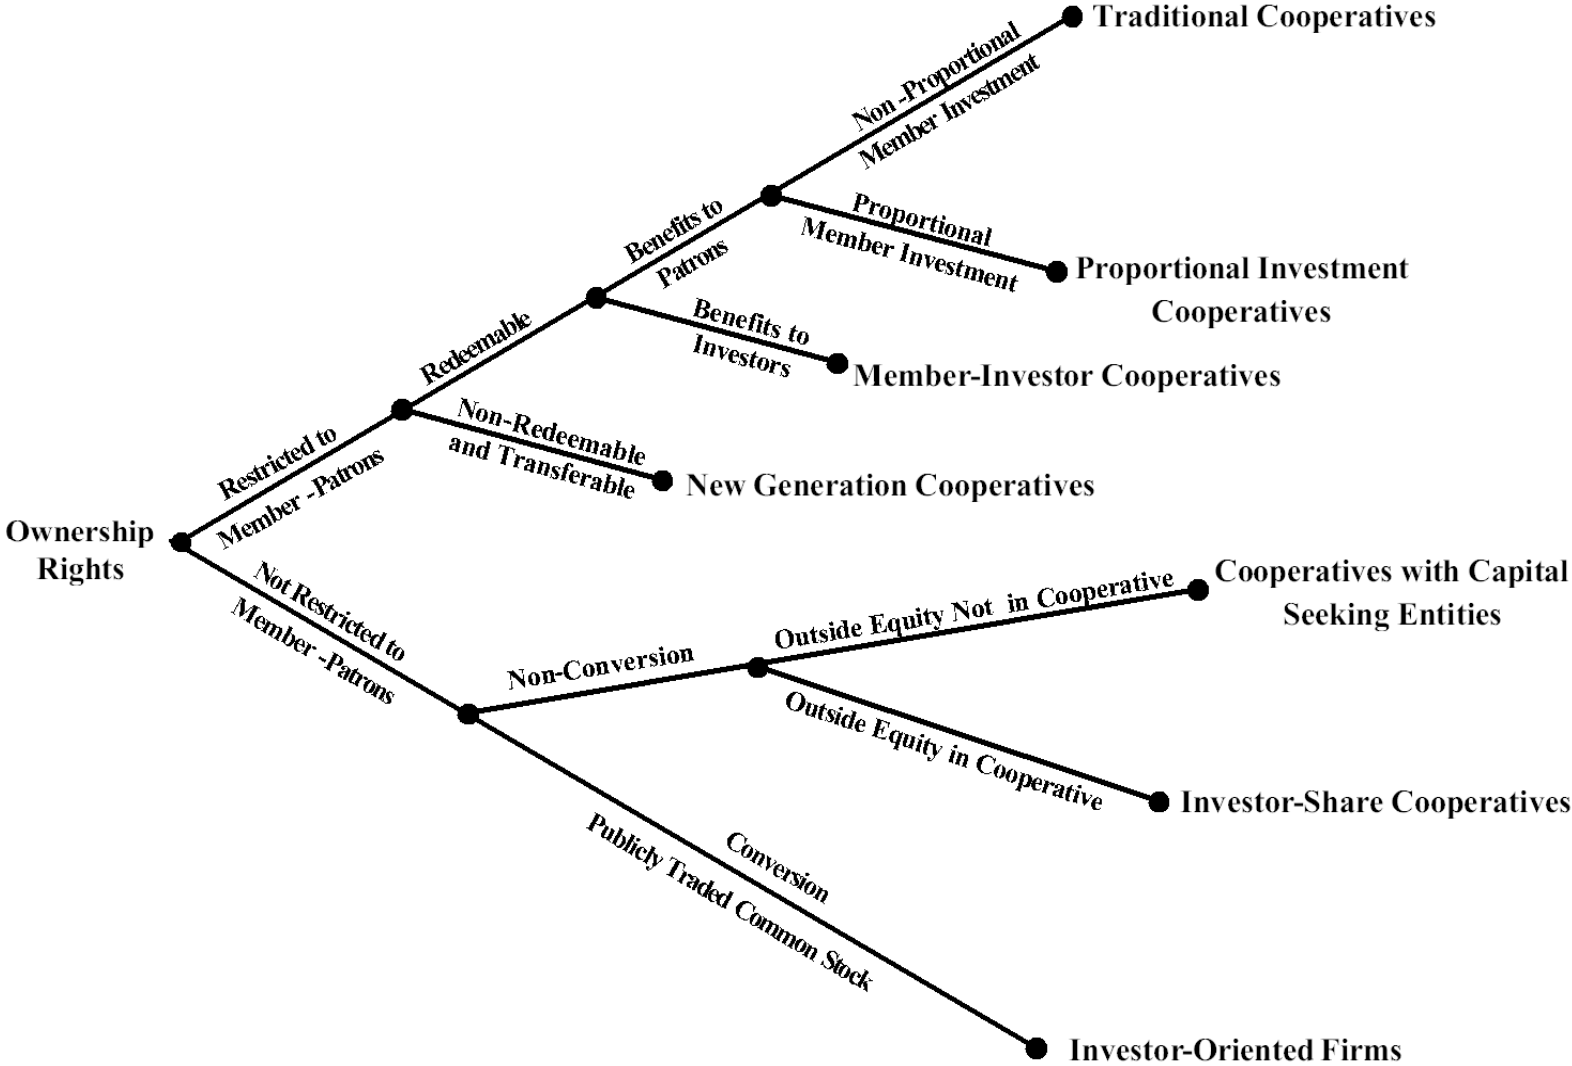 Traditional Cooperatives
Non -Proportional
Member Investment
Proportional
Member Investment
Proportional Investment
Cooperatives
Benefits to
Patrons
Benefits to
Investors
Member-Investor Cooperatives
Redeemable
Non-Redeemable
and Transferable
New Generation Cooperatives
Restricted to
Member -Patrons
Ownership
Rights
Not Restricted to
Member -Patrons
Non-Conversion
Outside Equity Not in Cooperative
Cooperatives with Capital
Seeking Entities
Outside Equity in Cooperative
Investor-Share Cooperatives
Conversion
Publicly Traded Common Stock
Investor-Oriented Firms